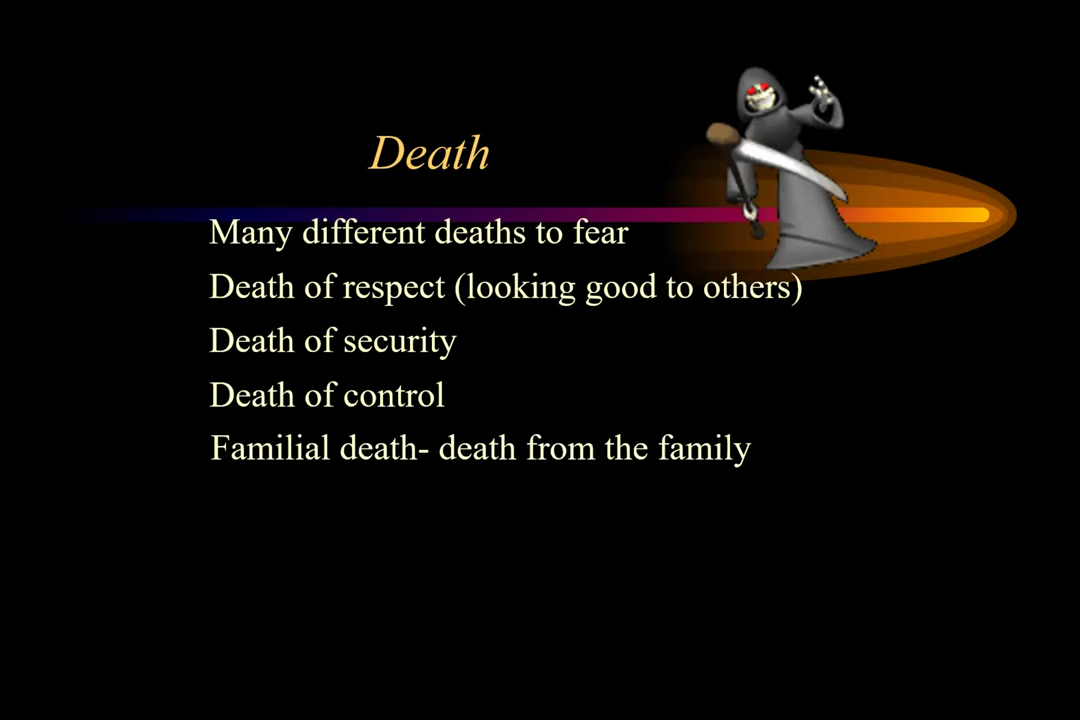 Death
Many different deaths to fear
Death of respect (looking good to others)
Death of security
Death of control
Familial death- death from the family